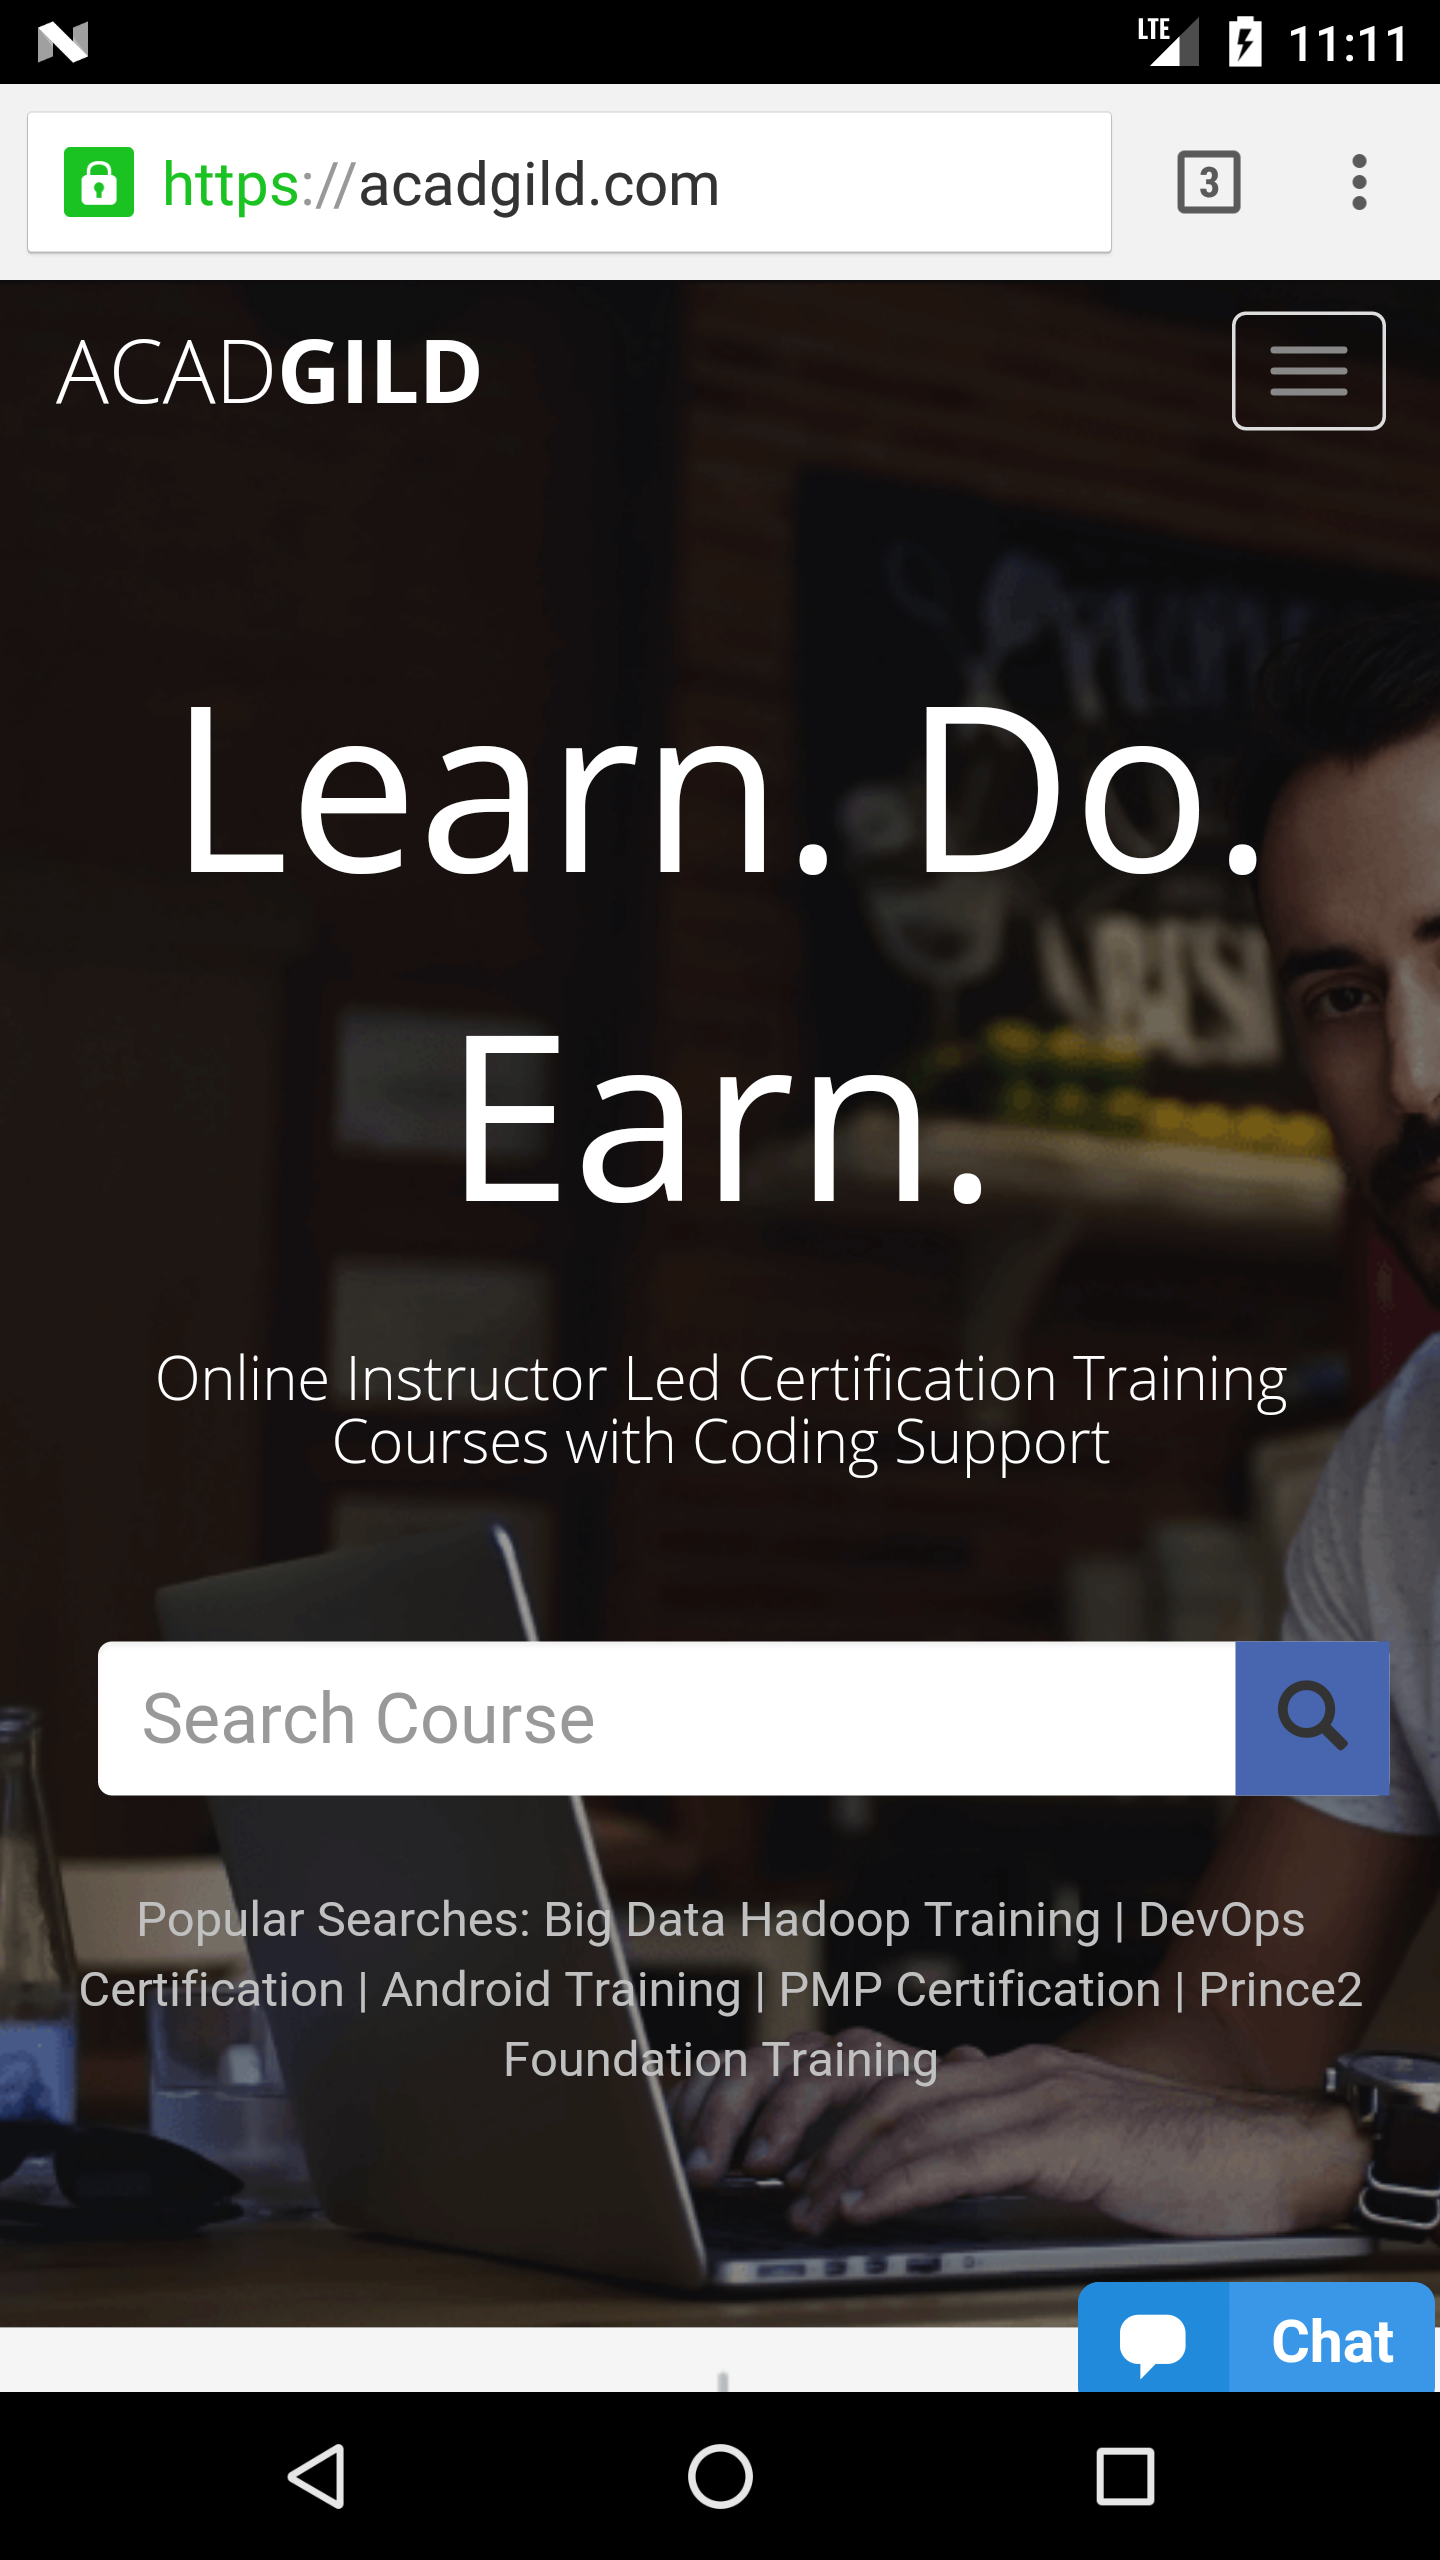 LTE 11:11
https://acadgild.com 3
ACADGILD
Learn. Do.
Earn.
Online Instructor Led Certification Training
Courses with Coding Support
Search Course
Popular Searches: Big Data Hadoop Training | DevOps
Certification | Android Training | PMP Certification | Prince2
Foundation Training
Chat